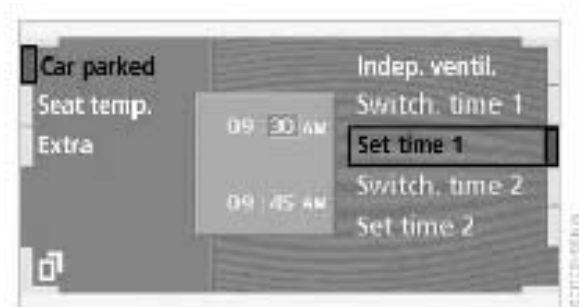 Car parked
Seat temp.
Extra
09 : 30 AM
09 : 45 AM
Indep. ventil.
Switch. time 1
Set time 1
Switch. time 2
Set time 2